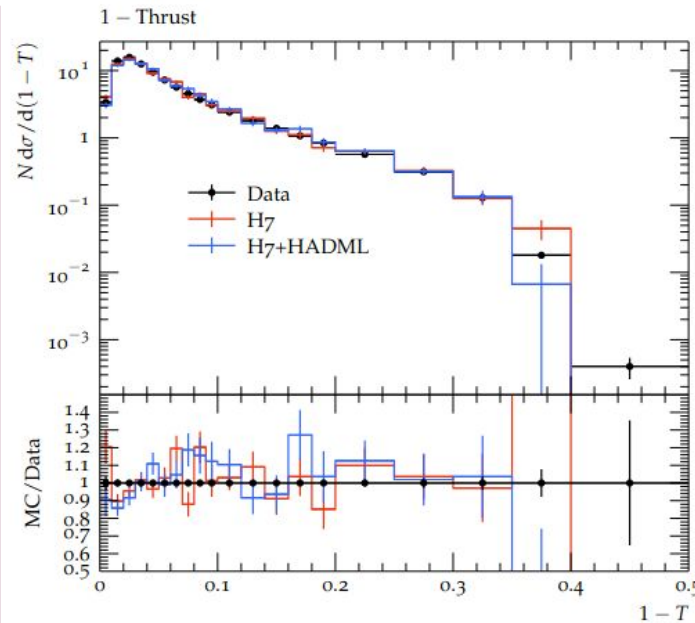 1 − Thrust
N dσ/d(1 − T)
10¹
1
10⁻¹
10⁻²
10⁻³
Data
H7
H7+HADML
MC/Data
1.4
1.3
1.2
1.1
1
0.9
0.8
0.7
0.6
0.5
0 0.1 0.2 0.3 0.4 0.5
1 − T